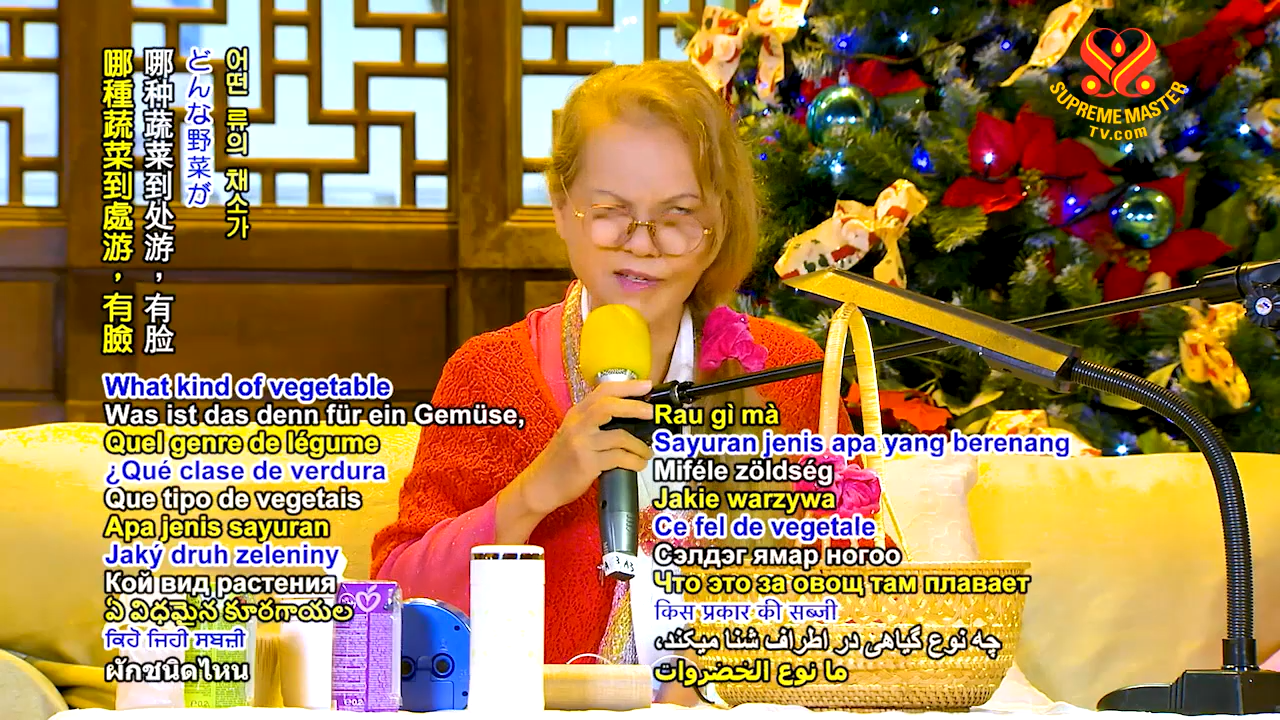 어떤 류의 채소가
どんな野菜が
哪种蔬菜到处游，有脸
哪種蔬菜到處游，有臉
SUPREME MASTER
TV.COM
What kind of vegetable
Was ist das denn für ein Gemüse,
Quel genre de légume
¿Qué clase de verdura
Que tipo de vegetais
Apa jenis sayuran
Jaký druh zeleniny
Кой вид растения
ఏ విధమైన కూరగాయల
ਕਿਹੋ ਜਿਹੀ ਸਬਜ਼ੀ
ผักชนิดไหน
Rau gì mà
Sayuran jenis apa yang berenang
Miféle zöldség
Jakie warzywa
Ce fel de vegetale
Сэлдэг ямар ногоо
Что это за овощ там плавает
किस प्रकार की सब्ज़ी
چه نوع گیاهی در اطراف شنا میکند،
ما نوع الخضروات